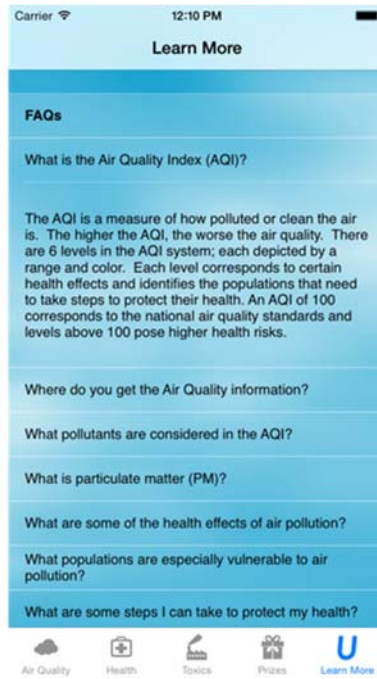 Carrier 12:10 PM
Learn More
FAQs
What is the Air Quality Index (AQI)?
The AQI is a measure of how polluted or clean the air
is.  The higher the AQI, the worse the air quality.  There
are 6 levels in the AQI system; each depicted by a
range and color.  Each level corresponds to certain
health effects and identifies the populations that need
to take steps to protect their health. An AQI of 100
corresponds to the national air quality standards and
levels above 100 pose higher health risks.
Where do you get the Air Quality information?
What pollutants are considered in the AQI?
What is particulate matter (PM)?
What are some of the health effects of air pollution?
What populations are especially vulnerable to air
pollution?
What are some steps I can take to protect my health?
U
Air Quality Health Toxics Prizes Learn More